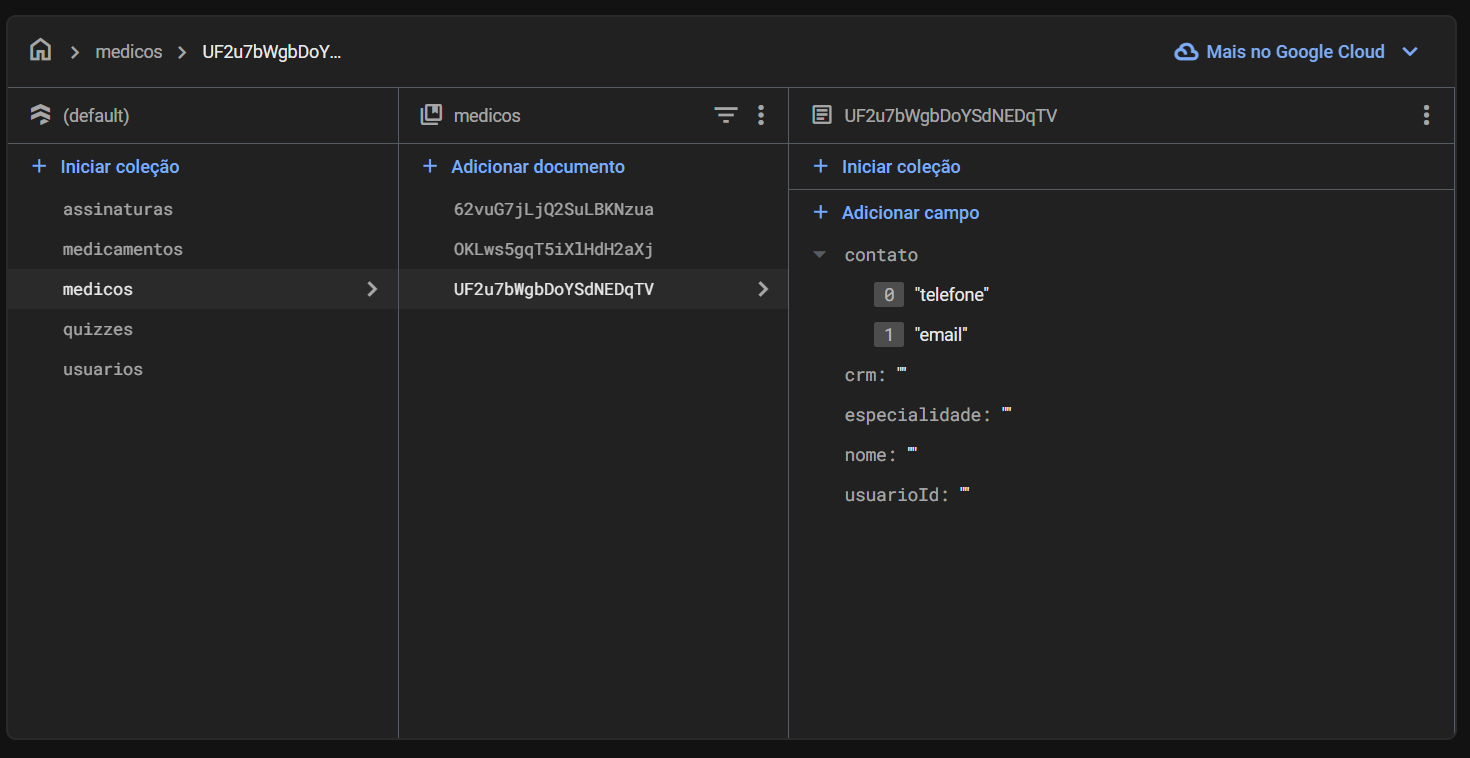 medicos
UF2u7bWgbDoY...
Mais no Google Cloud
(default)
medicos
UF2u7bWgbDoYSdNEDqTV
Iniciar coleção
Adicionar documento
Iniciar coleção
assinaturas
medicamentos
medicos
quizzes
usuarios
62vuG7jLjQ2SuLBKNzua
OKLws5gqT5iXlHdH2aXj
UF2u7bWgbDoYSdNEDqTV
Adicionar campo
contato
0 "telefone"
1 "email"
crm: ""
especialidade: ""
nome: ""
usuarioId: ""